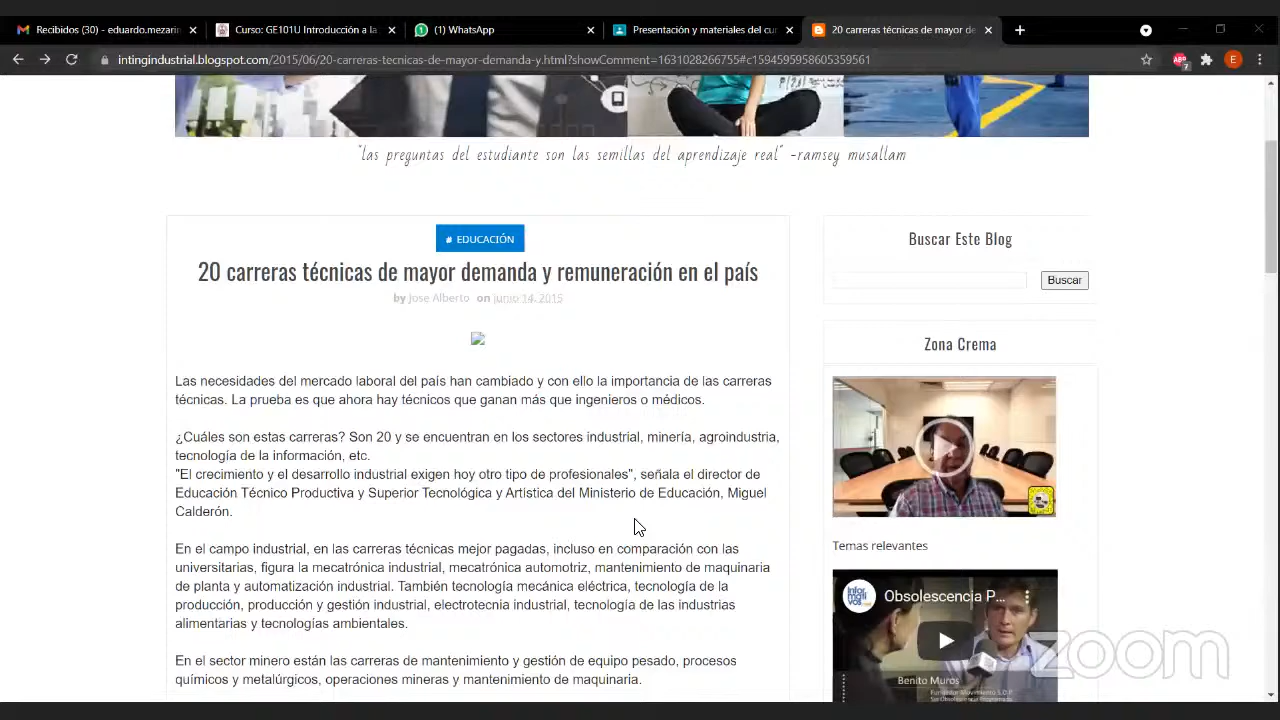 Recibidos (30) - eduardo.mezarin
Curso: GE101U Introducción a la
(1) WhatsApp
Presentación y materiales del cur
20 carreras técnicas de mayor de
intingindustrial.blogspot.com/2015/06/20-carreras-tecnicas-de-mayor-demanda-y.html?showComment=1631028266755#c1594595958605359561
E
"las preguntas del estudiante son las semillas del aprendizaje real" -ramsey musallam
# EDUCACIÓN
20 carreras técnicas de mayor demanda y remuneración en el país
by Jose Alberto on junio 14, 2015
Las necesidades del mercado laboral del país han cambiado y con ello la importancia de las carreras
técnicas. La prueba es que ahora hay técnicos que ganan más que ingenieros o médicos.
¿Cuáles son estas carreras? Son 20 y se encuentran en los sectores industrial, minería, agroindustria,
tecnología de la información, etc.
"El crecimiento y el desarrollo industrial exigen hoy otro tipo de profesionales", señala el director de
Educación Técnico Productiva y Superior Tecnológica y Artística del Ministerio de Educación, Miguel
Calderón.
En el campo industrial, en las carreras técnicas mejor pagadas, incluso en comparación con las
universitarias, figura la mecatrónica industrial, mecatrónica automotriz, mantenimiento de maquinaria
de planta y automatización industrial. También tecnología mecánica eléctrica, tecnología de la
producción, producción y gestión industrial, electrotecnia industrial, tecnología de las industrias
alimentarias y tecnologías ambientales.
En el sector minero están las carreras de mantenimiento y gestión de equipo pesado, procesos
químicos y metalúrgicos, operaciones mineras y mantenimiento de maquinaria.
Buscar Este Blog
Buscar
Zona Crema
Temas relevantes
Informativos
Obsolescencia P...
Benito Muros
zoom